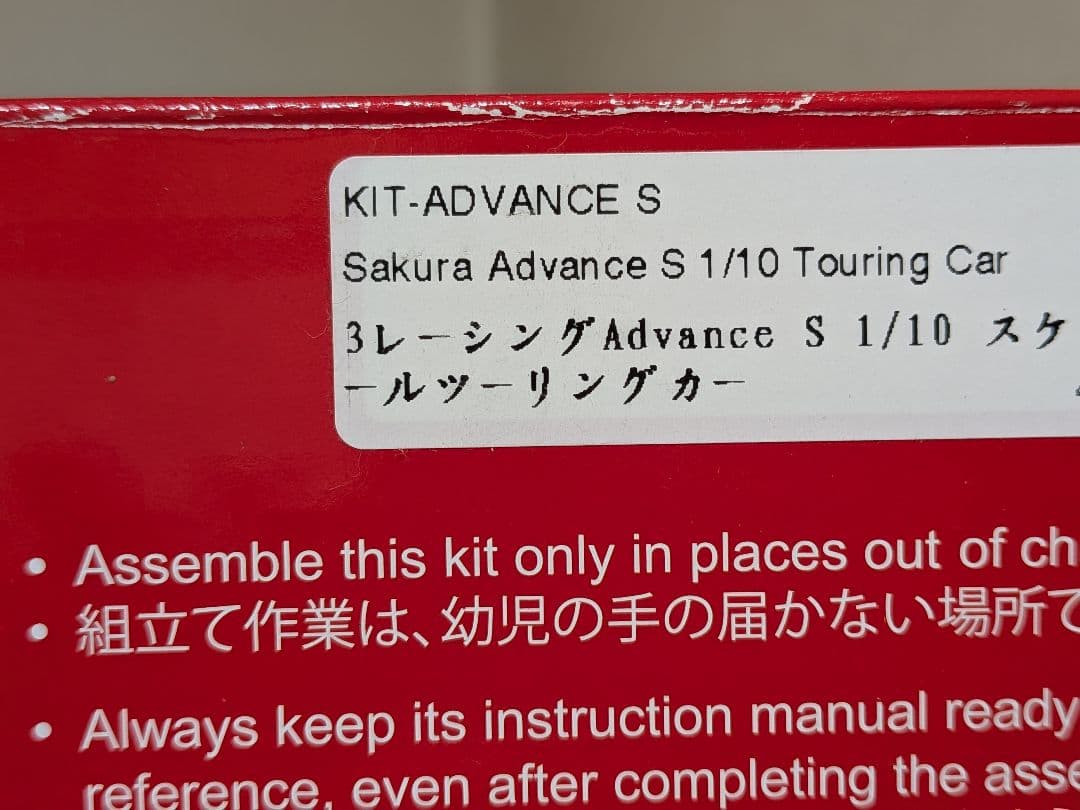 KIT-ADVANCE S
Sakura Advance S 1/10 Touring Car
3レーシングAdvance S 1/10 スケ
ールツーリングカー
• Assemble this kit only in places out of ch
• 組立て作業は、幼児の手の届かない場所で
• Always keep its instruction manual ready
reference, even after completing the asse